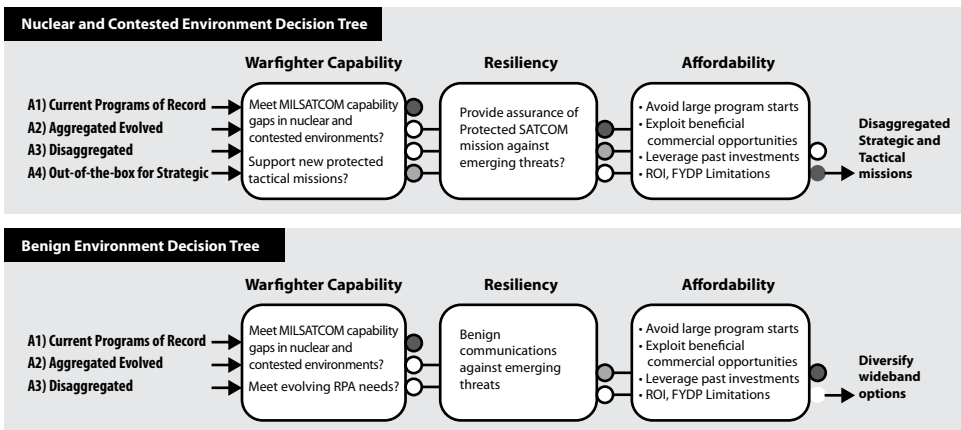 Nuclear and Contested Environment Decision Tree
Warfighter Capability
Resiliency
Affordability
A1) Current Programs of Record
A2) Aggregated Evolved
A3) Disaggregated
A4) Out-of-the-box for Strategic
Meet MILSATCOM capability
gaps in nuclear and
contested environments?
Support new protected
tactical missions?
Provide assurance of
Protected SATCOM
mission against
emerging threats?
• Avoid large program starts
• Exploit beneficial
commercial opportunities
• Leverage past investments
• ROI, FYDP Limitations
Disaggregated
Strategic and
Tactical
missions
Benign Environment Decision Tree
Warfighter Capability
Resiliency
Affordability
A1) Current Programs of Record
A2) Aggregated Evolved
A3) Disaggregated
Meet MILSATCOM capability
gaps in nuclear and
contested environments?
Meet evolving RPA needs?
Benign
communications
against emerging
threats
• Avoid large program starts
• Exploit beneficial
commercial opportunities
• Leverage past investments
• ROI, FYDP Limitations
Diversify
wideband
options